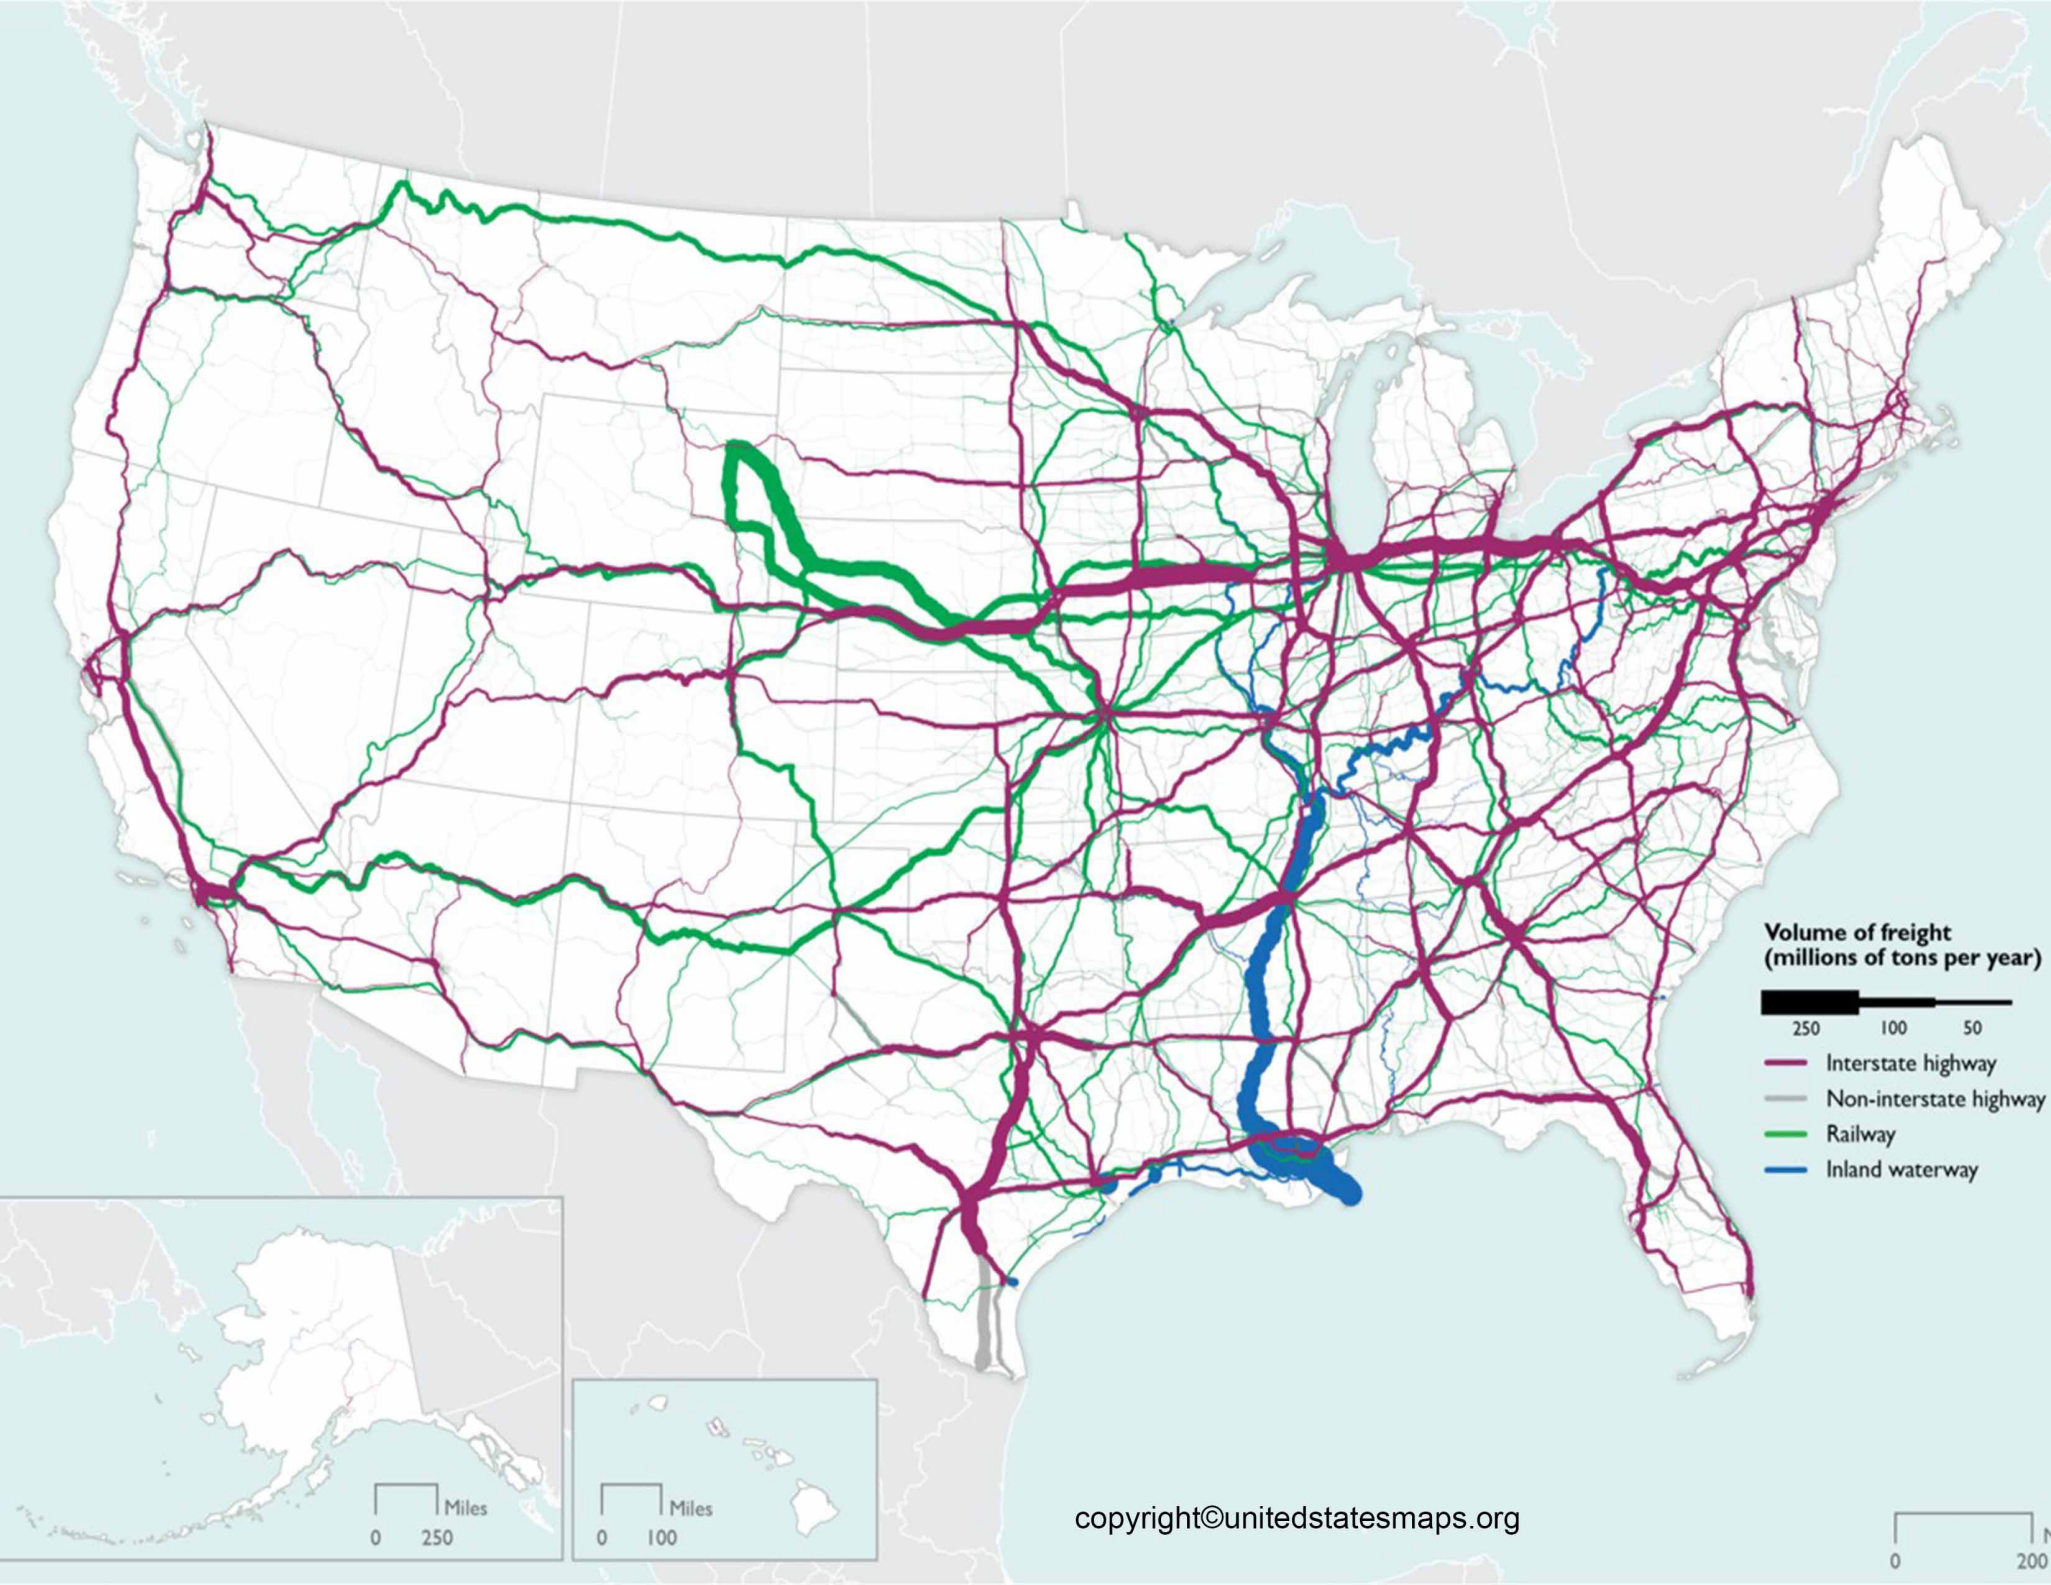 Volume of freight
(millions of tons per year)
250 100 50
Interstate highway
Non-interstate highway
Railway
Inland waterway
Miles
0 250
Miles
0 100
copyright©unitedstatesmaps.org
0 200